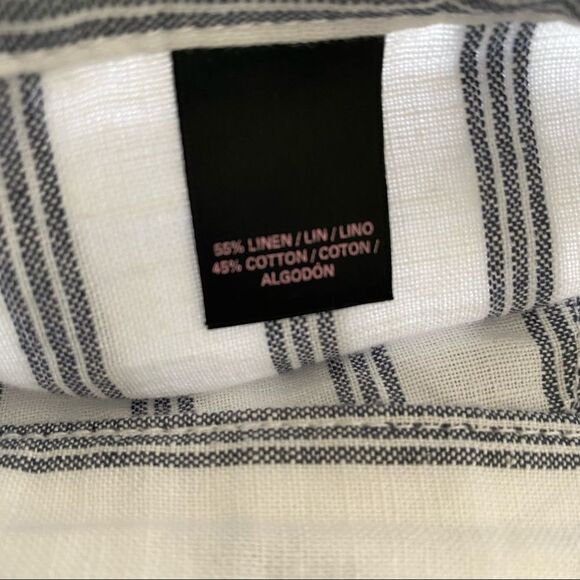 55% LINEN / LIN / LINO
45% COTTON / COTON /
ALGODÓN